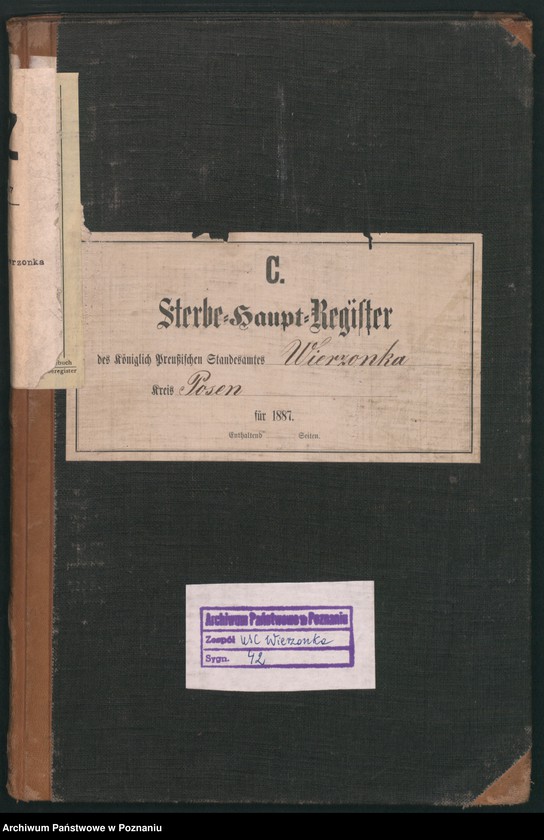 rzonka
C.
Sterbe-Haupt-Register
des Königlich Preußischen Standesamtes Wierzonka
Kreis Posen
für 1887.
Enthaltend Seiten.
Archiwum Państwowe w Poznaniu
Zespół USC Wierzonka
Sygn. 42
Archiwum Państwowe w Poznaniu